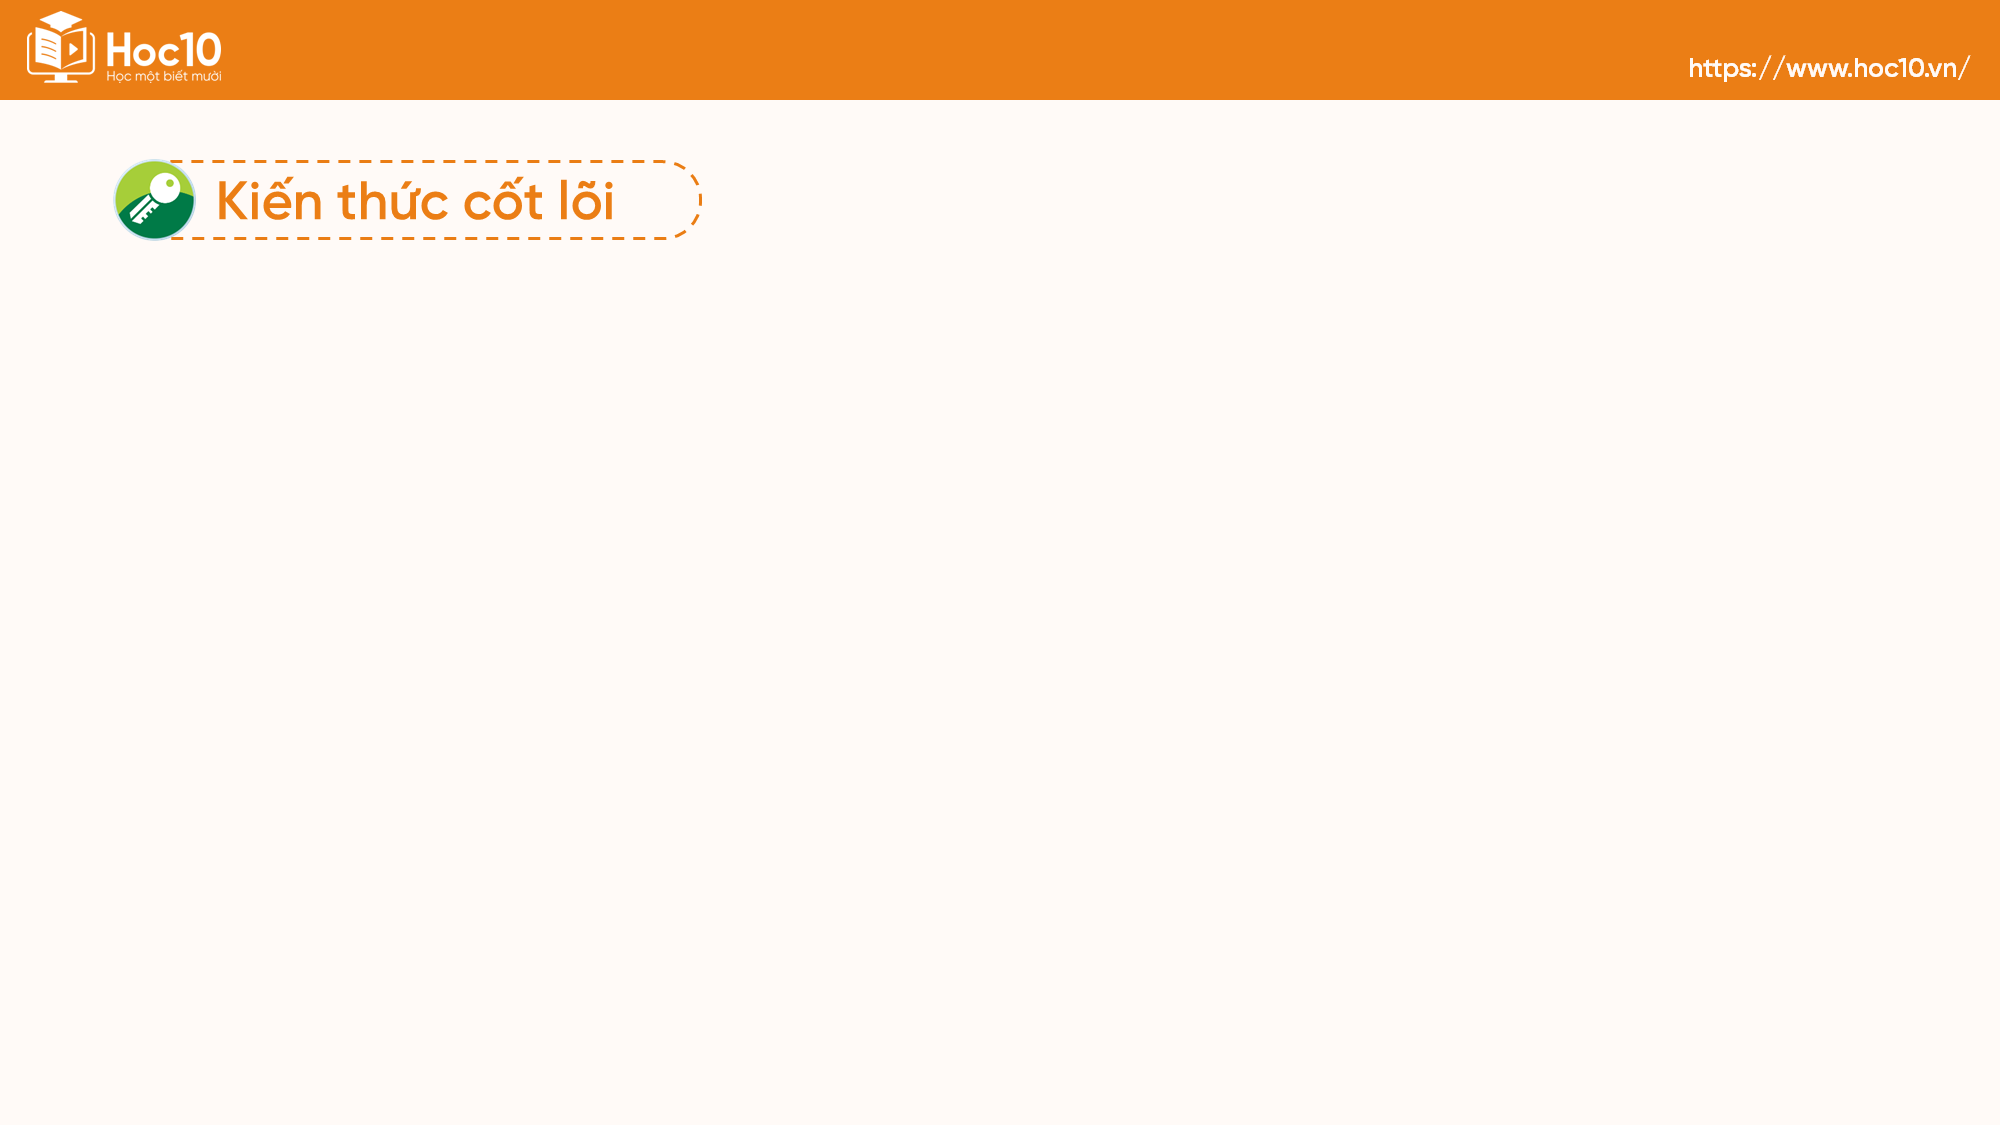 Hoc10
Học một biết mười
https://www.hoc10.vn/
Kiến thức cốt lõi